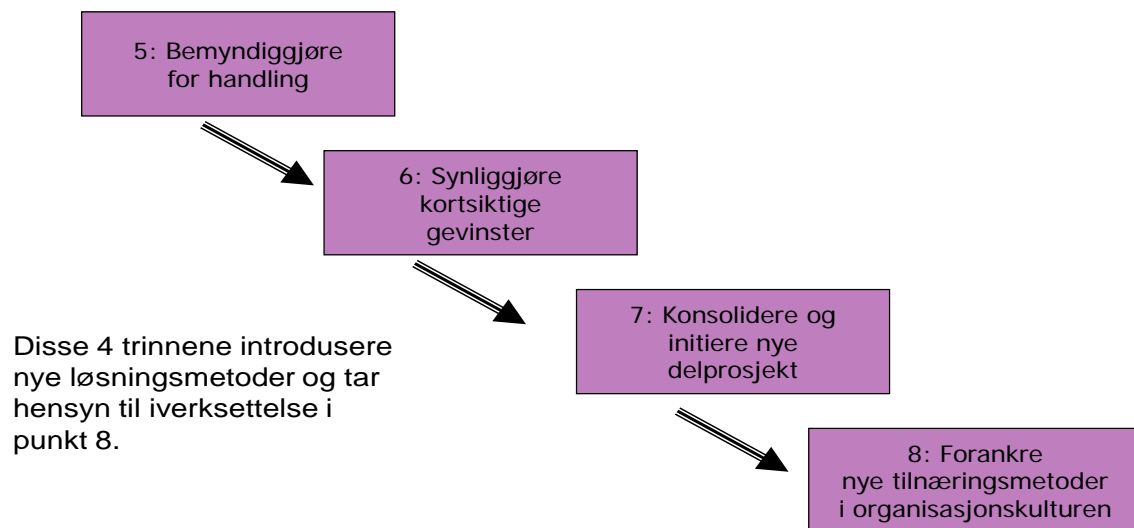 5: Bemyndiggjøre
for handling
6: Synliggjøre
kortsiktige
gevinster
7: Konsolidere og
initiere nye
delprosjekt
Disse 4 trinnene introdusere
nye løsningsmetoder og tar
hensyn til iverksettelse i
punkt 8.
8: Forankre
nye tilnæringsmetoder
i organisasjonskulturen